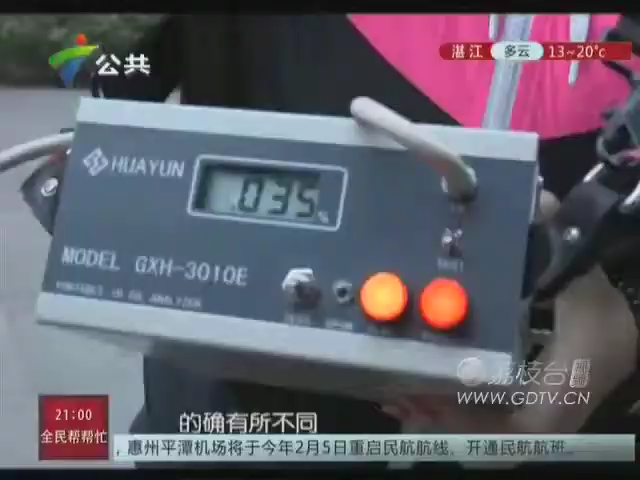 公共
湛江 多云 13~20℃
HUAYUN
.035
MODEL GXH-3010E
荔枝台
WWW.GDTV.CN
的确有所不同
21:00
全民帮帮忙
,惠州平潭机场将于今年2月5日重启民航航线。开通民航航班